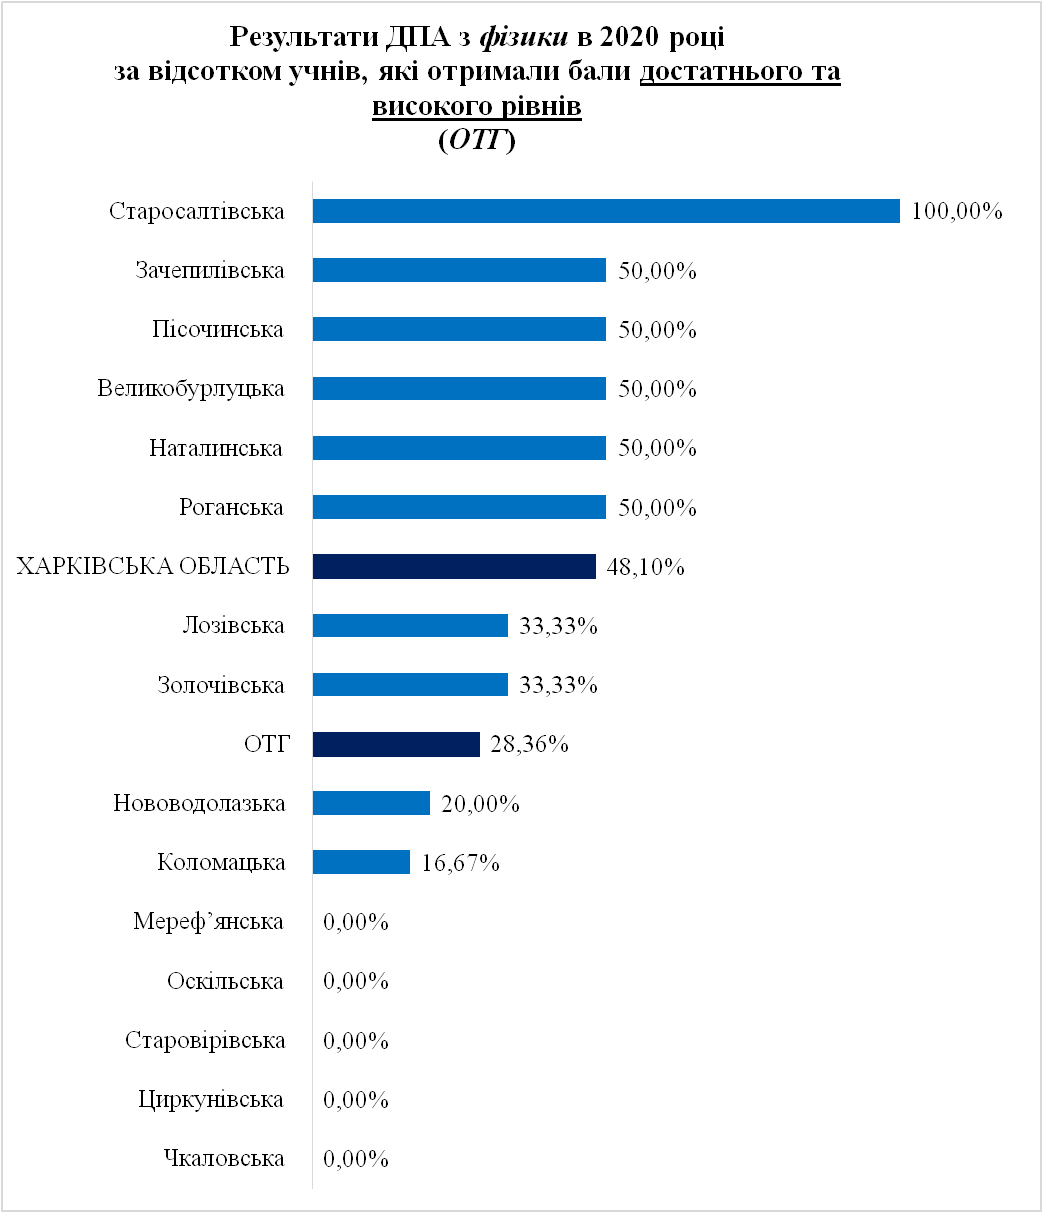 Результати ДПА з фізики в 2020 році
за відсотком учнів, які отримали бали достатнього та
високого рівнів
(ОТГ)
Старосалтівська 100,00%
Зачепилівська 50,00%
Пісочинська 50,00%
Великобурлуцька 50,00%
Наталинська 50,00%
Роганська 50,00%
ХАРКІВСЬКА ОБЛАСТЬ 48,10%
Лозівська 33,33%
Золочівська 33,33%
ОТГ 28,36%
Нововодолазька 20,00%
Коломацька 16,67%
Мереф’янська 0,00%
Оскільська 0,00%
Старовірівська 0,00%
Циркунівська 0,00%
Чкаловська 0,00%